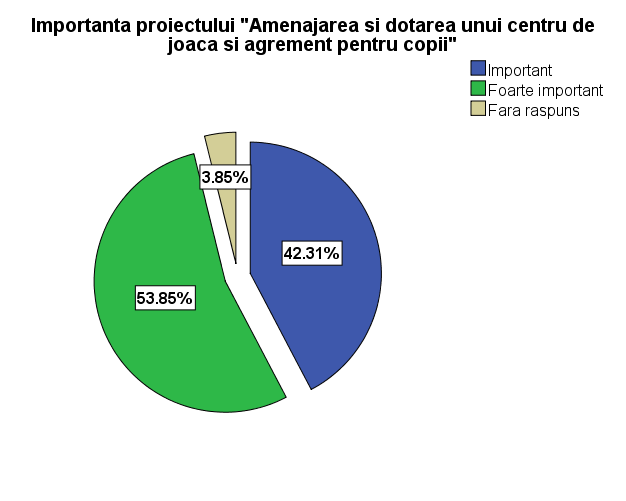 Importanta proiectului "Amenajarea si dotarea unui centru de
joaca si agrement pentru copii"
Important
Foarte important
Fara raspuns
3.85%
42.31%
53.85%